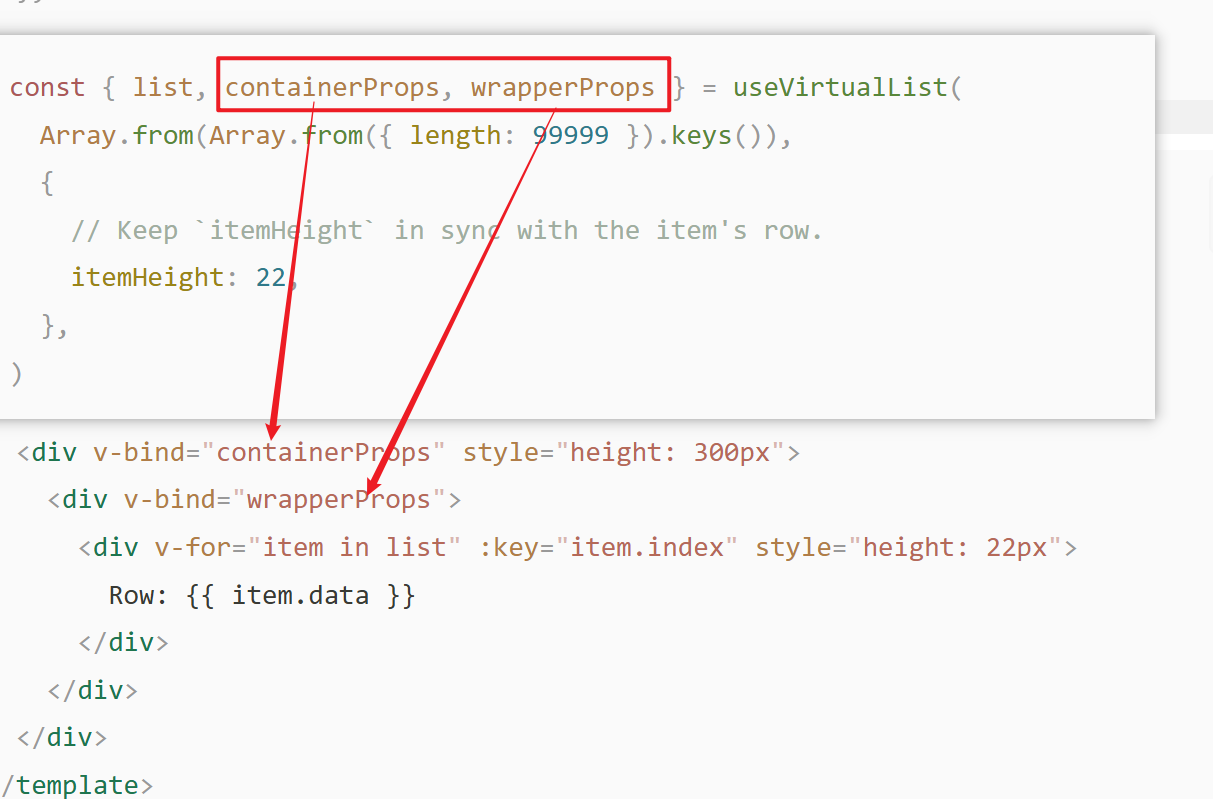 const { list, containerProps, wrapperProps } = useVirtualList(
  Array.from(Array.from({ length: 99999 }).keys()),
  {
    // Keep `itemHeight` in sync with the item's row.
    itemHeight: 22,
  },
)
<div v-bind="containerProps" style="height: 300px">
  <div v-bind="wrapperProps">
    <div v-for="item in list" :key="item.index" style="height: 22px">
      Row: {{ item.data }}
    </div>
  </div>
</div>
/template>